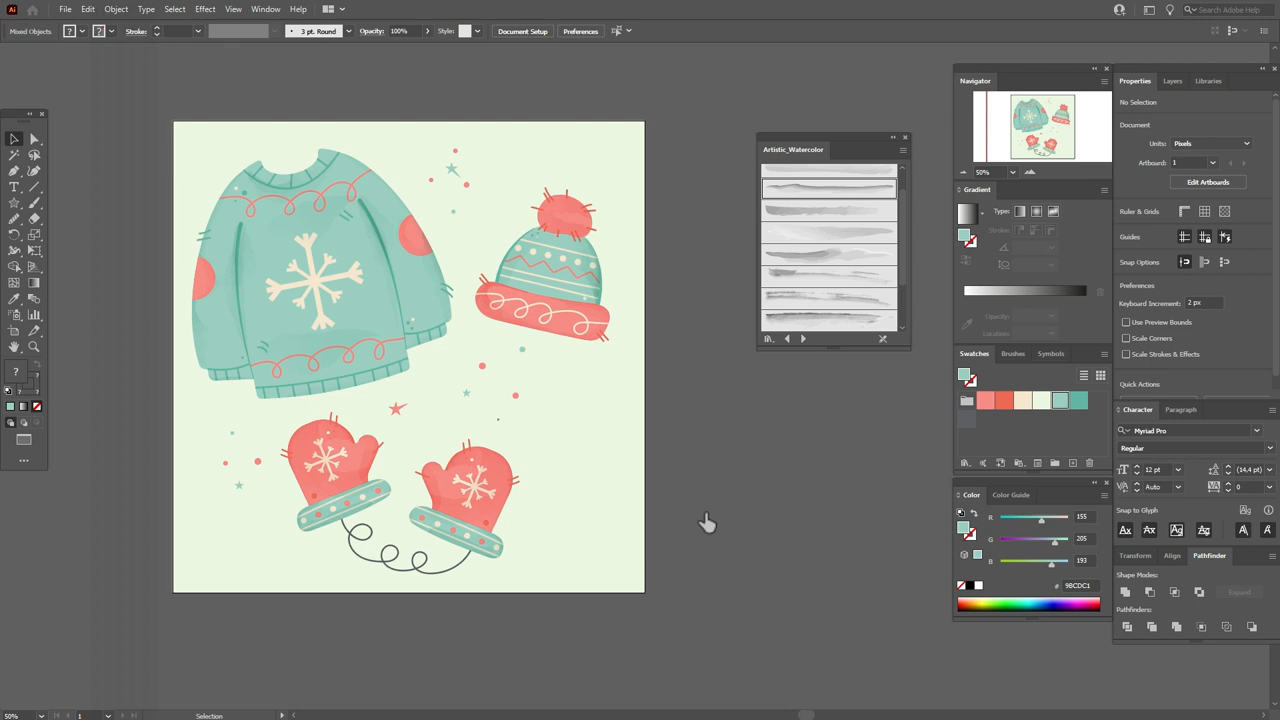 Ai File Edit Object Type Select Effect View Window Help Search Adobe Help
Mixed Objects Stroke: 3 pt. Round Opacity: 100% Style: Document Setup Preferences
Navigator
50%
Gradient
Type:
Stroke:
Opacity:
Location:
Swatches Brushes Symbols
Color Color Guide
R 155
G 205
B 193
# 9BCDC1
Artistic_Watercolor
Properties Layers Libraries
No Selection
Document
Units: Pixels
Artboard: 1
Edit Artboards
Ruler & Grids
Guides
Snap Options
Preferences
Keyboard Increment: 2 px
Use Preview Bounds
Scale Corners
Scale Strokes & Effects
Quick Actions
Character Paragraph
Myriad Pro
Regular
12 pt (14,4 pt)
Auto 0
Snap to Glyph
Transform Align Pathfinder
Shape Modes:
Expand
Pathfinders:
50% 1 Selection